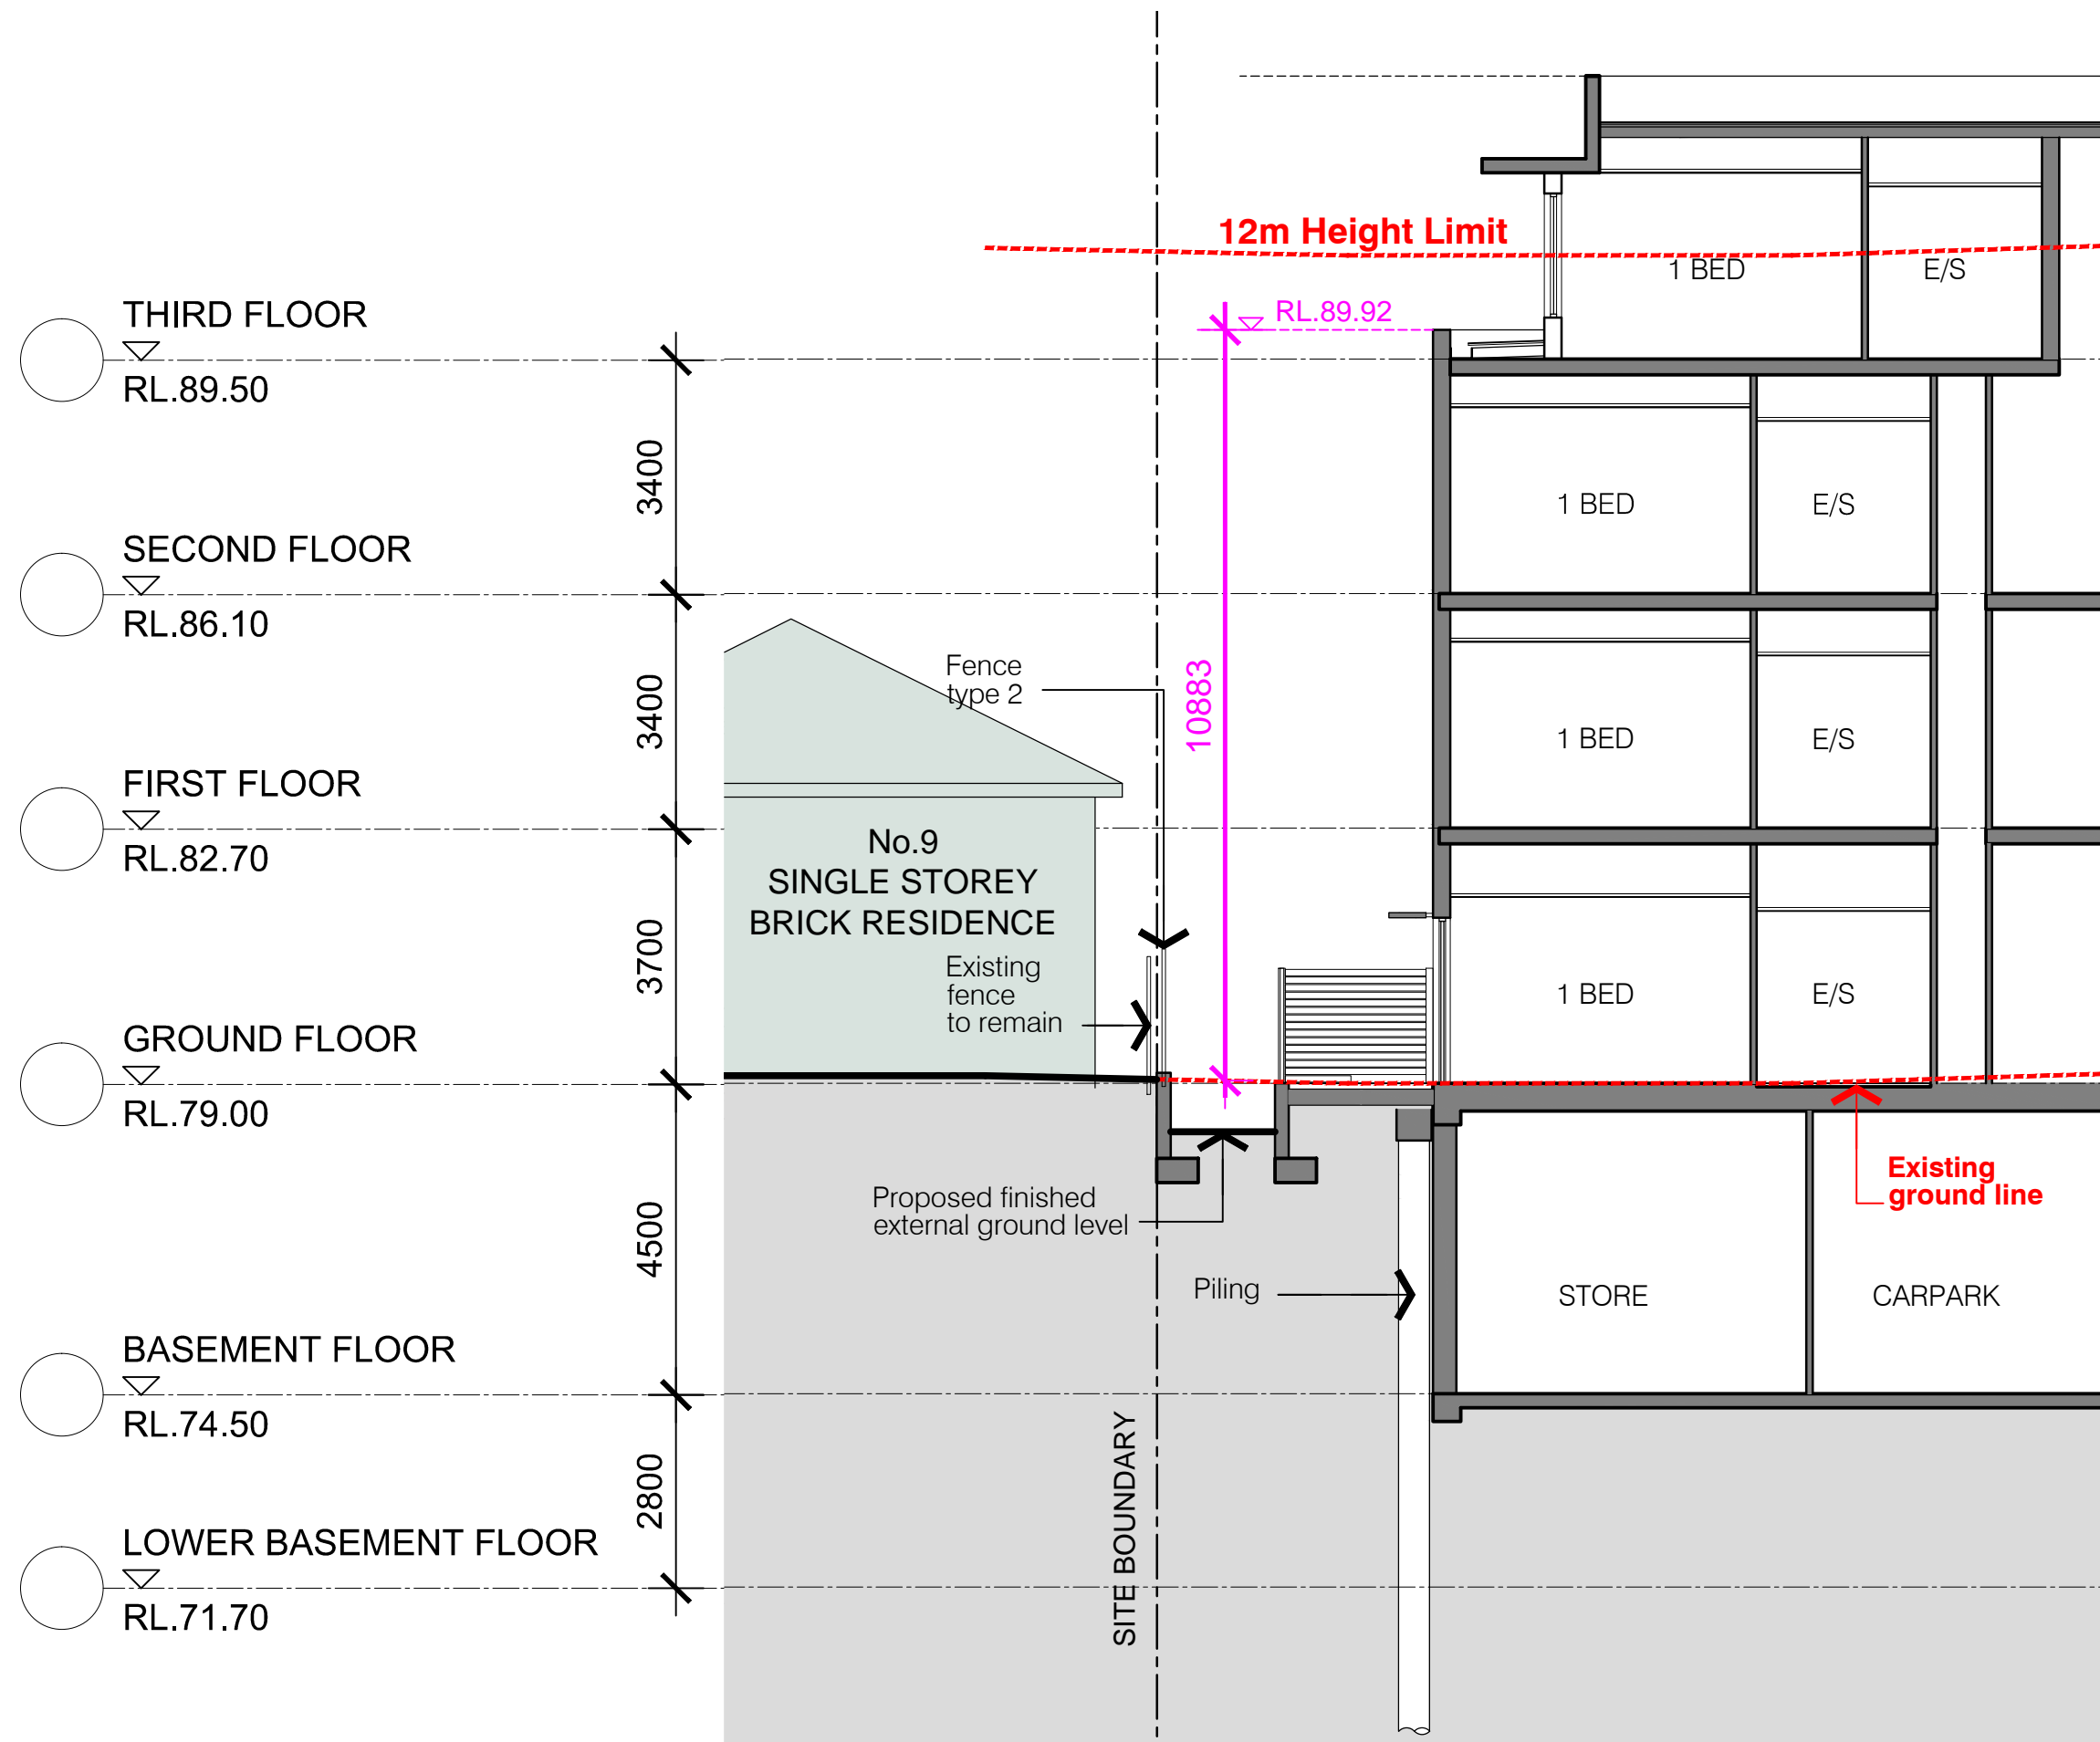 12m Height Limit
1 BED
E/S
RL.89.92
THIRD FLOOR
RL.89.50
3400
1 BED
E/S
SECOND FLOOR
RL.86.10
Fence
type 2
3400
10883
1 BED
E/S
FIRST FLOOR
RL.82.70
No.9
SINGLE STOREY
BRICK RESIDENCE
3700
Existing
fence
to remain
1 BED
E/S
GROUND FLOOR
RL.79.00
Existing
ground line
Proposed finished
external ground level
4500
Piling
STORE
CARPARK
BASEMENT FLOOR
RL.74.50
2800
SITE BOUNDARY
LOWER BASEMENT FLOOR
RL.71.70